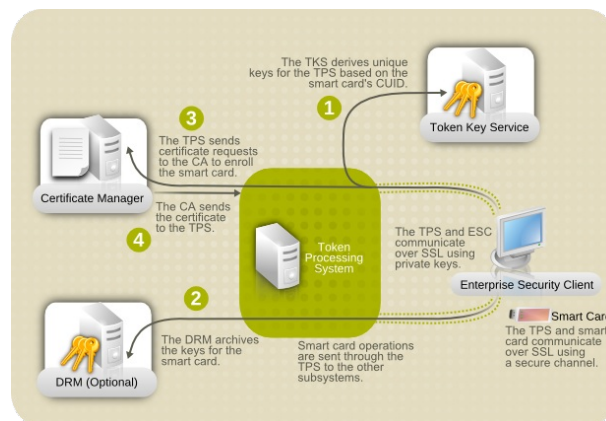 The TKS derives unique
keys for the TPS based on the
smart card's CUID.
1
Token Key Service
3
The TPS sends
certificate requests
to the CA to enroll
the smart card.
Certificate Manager
The CA sends
the certificate
to the TPS.
4
Token
Processing
System
The TPS and ESC
communicate
over SSL using
private keys.
Enterprise Security Client
2
The DRM archives
the keys for the
smart card.
DRM (Optional)
Smart card operations
are sent through the
TPS to the other
subsystems.
Smart Card
The TPS and smart
card communicate
over SSL using
a secure channel.